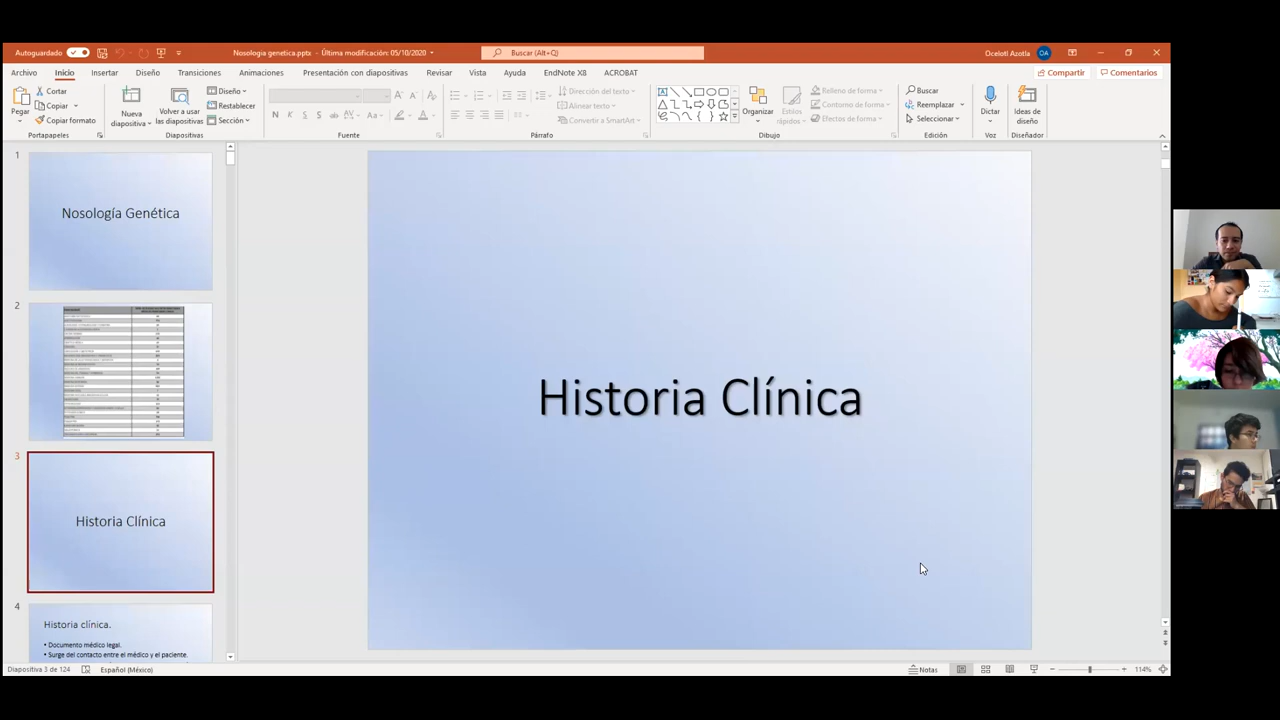 Autoguardado
Nosologia genetica.pptx - Última modificación: 05/10/2020
Buscar (Alt+Q)
Ocelotl Azotla
OA
Archivo Inicio Insertar Diseño Transiciones Animaciones Presentación con diapositivas Revisar Vista Ayuda EndNote X8 ACROBAT
Compartir Comentarios
Pegar
Cortar
Copiar
Copiar formato
Portapapeles
Nueva
diapositiva
Volver a usar
las diapositivas
Diseño
Restablecer
Sección
Diapositivas
N K S S ab AV Aa A
Fuente
Dirección del texto
Alinear texto
Convertir a SmartArt
Párrafo
Organizar
Estilos
rápidos
Relleno de forma
Contorno de forma
Efectos de forma
Dibujo
Buscar
Reemplazar
Seleccionar
Edición
Dictar
Voz
Ideas de
diseño
Diseñador
1
Nosología Genética
2
3
Historia Clínica
4
Historia clínica.
• Documento médico legal.
• Surge del contacto entre el médico y el paciente.
Historia Clínica
Diapositiva 3 de 124
Español (México)
Notas
114%